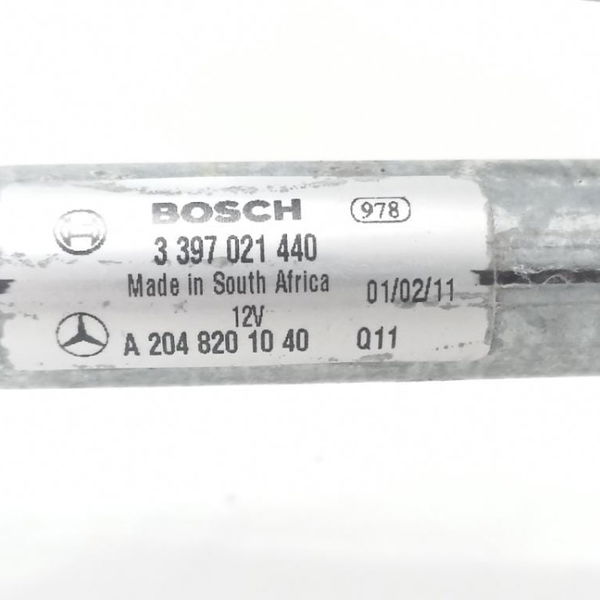 BOSCH 978
3 397 021 440
Made in South Africa 01/02/11
12V
A 204 820 10 40 Q11